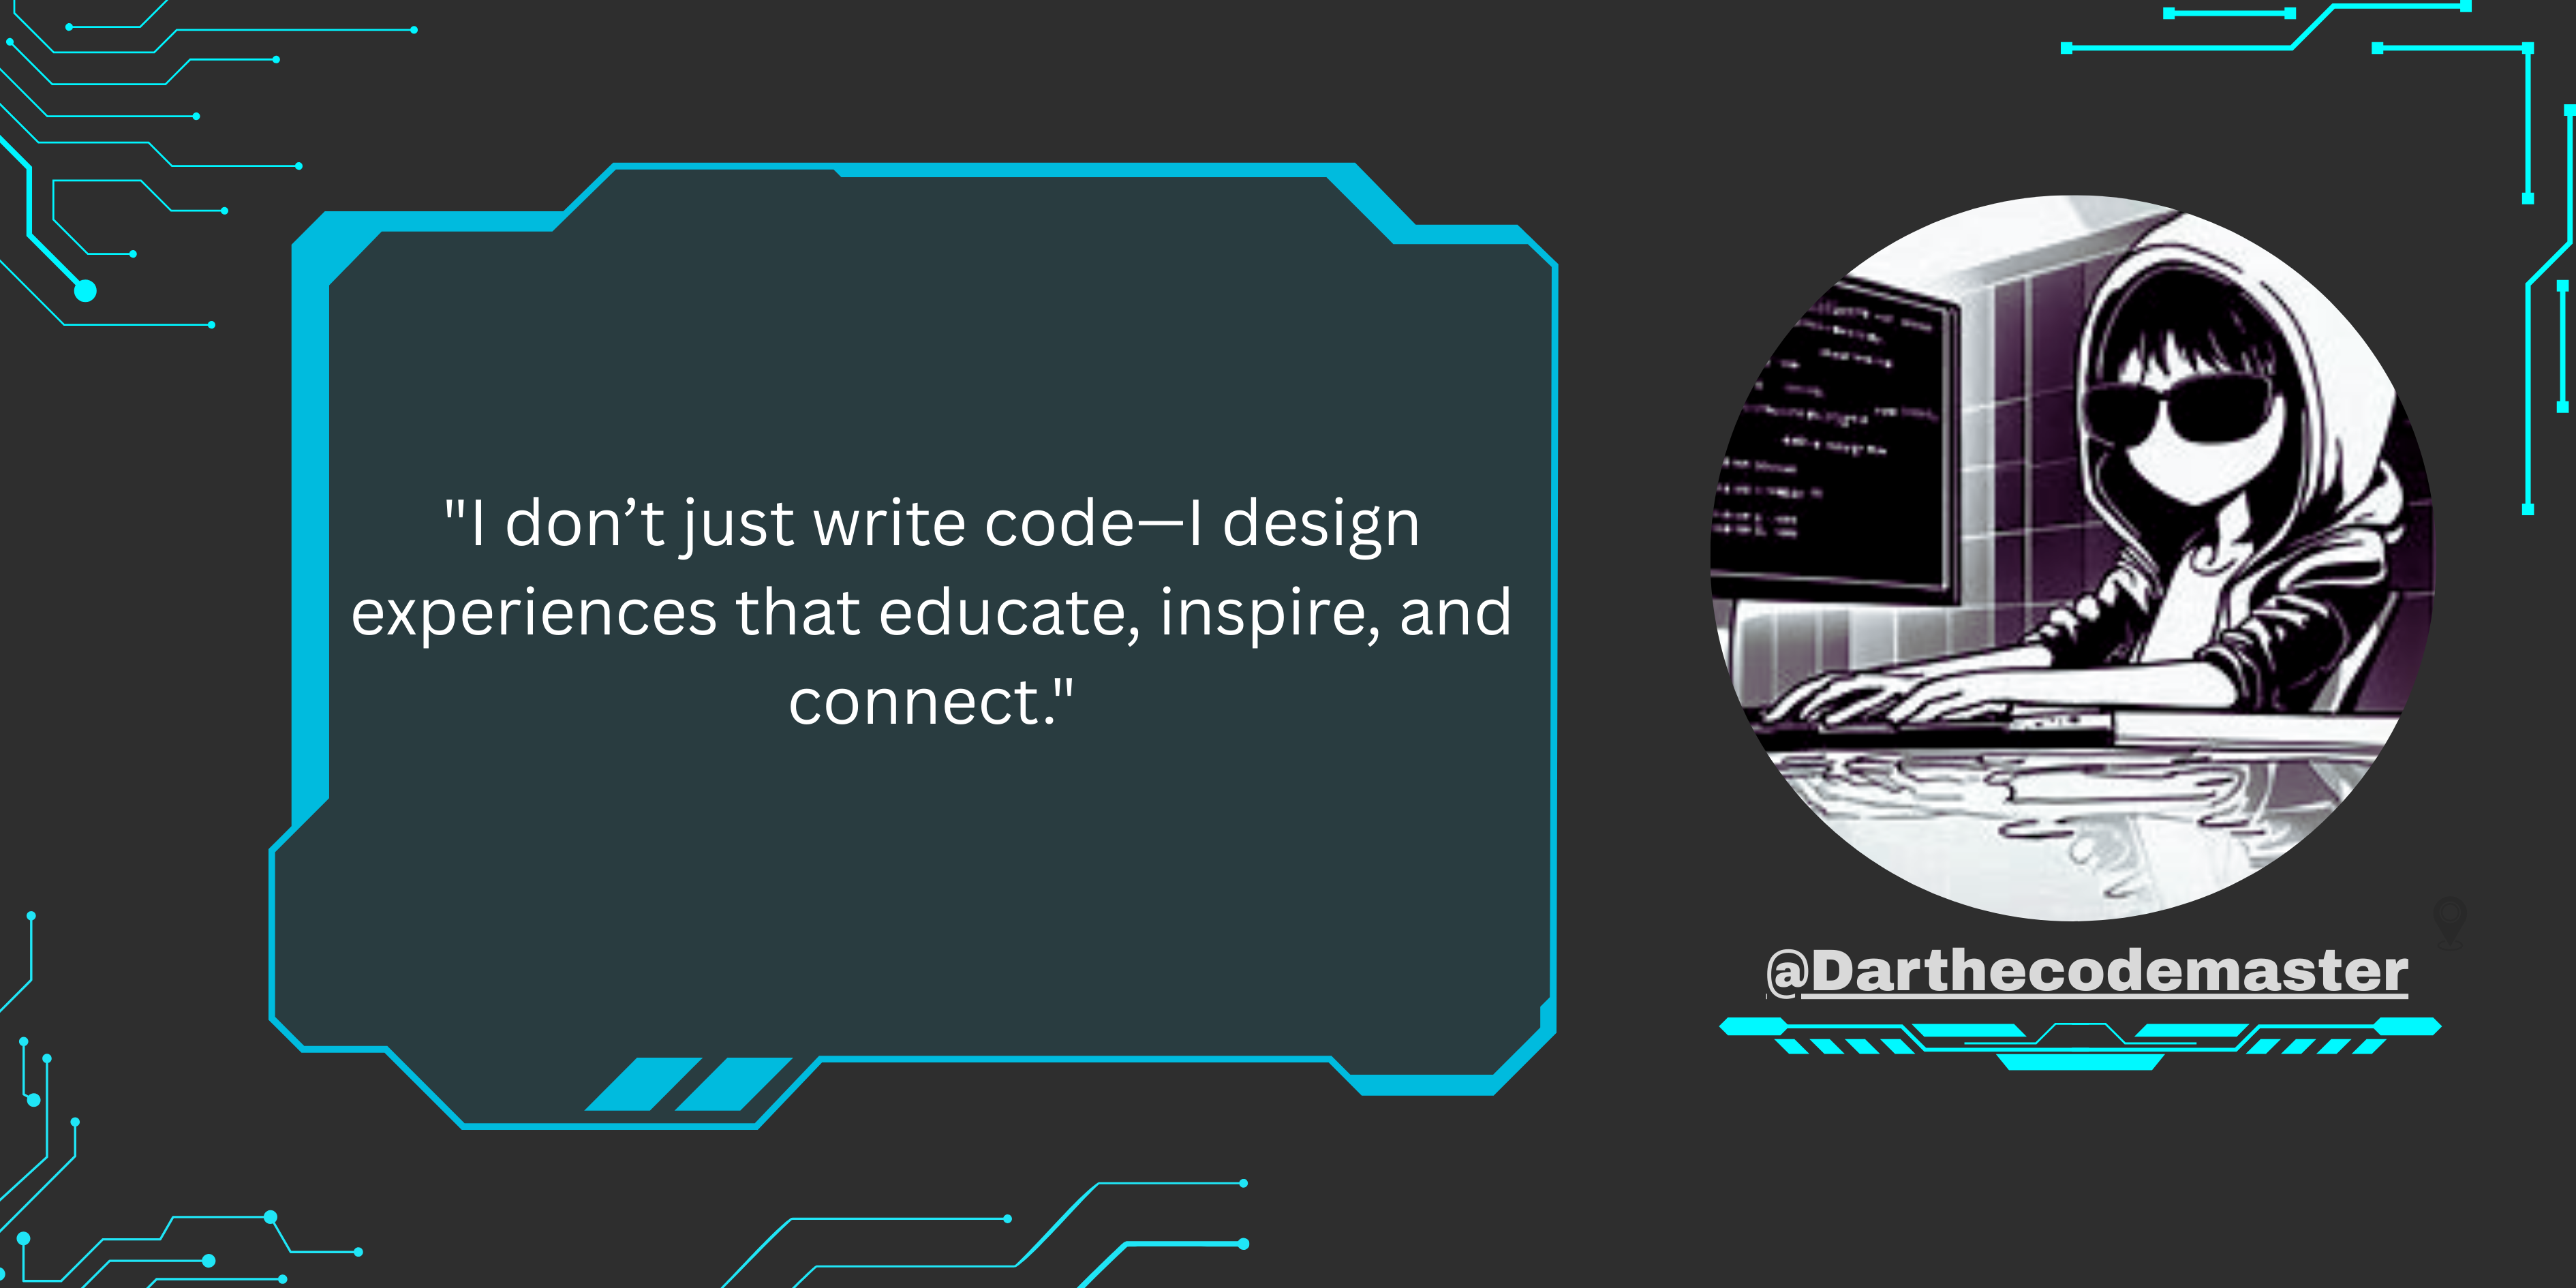 "I don’t just write code—I design
experiences that educate, inspire, and
connect."
@Darthecodemaster